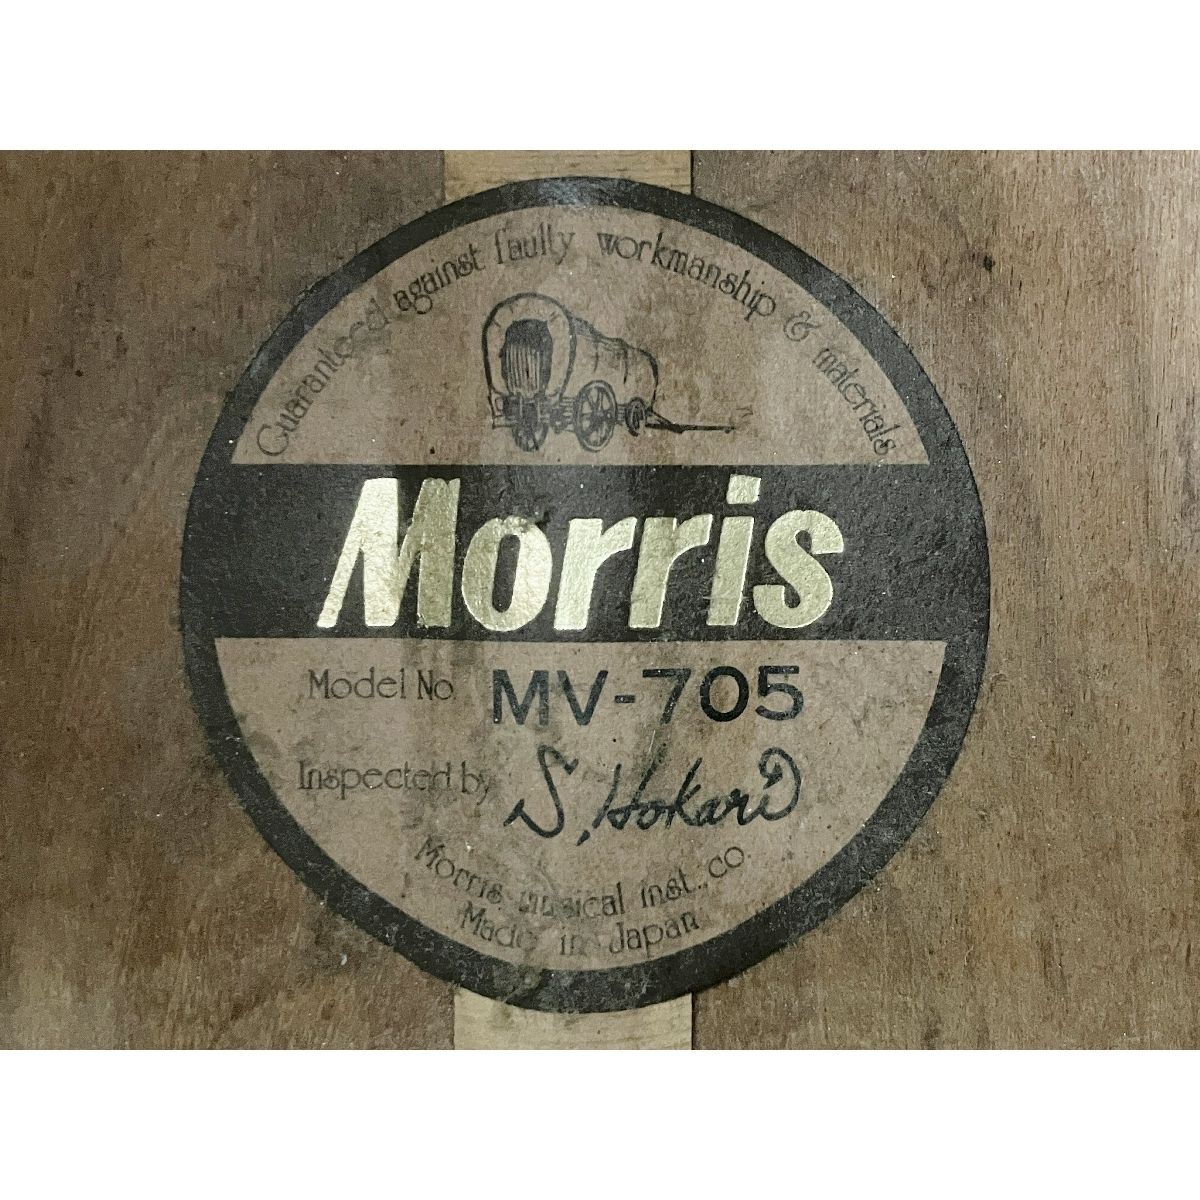 Guaranteed against faulty workmanship & materials
Morris
Model No MV-705
Inspected by S. Hokari
Morris musical inst., co.
Made in Japan